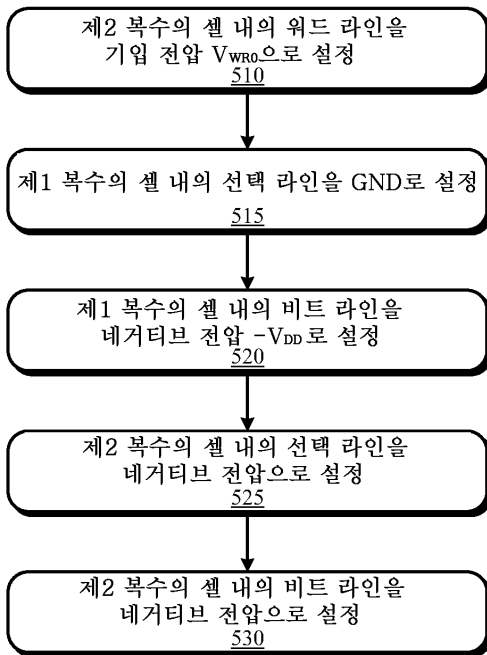 제2 복수의 셀 내의 워드 라인을
기입 전압 VWR0으로 설정
510
제1 복수의 셀 내의 선택 라인을 GND로 설정
515
제1 복수의 셀 내의 비트 라인을
네거티브 전압 -VDD로 설정
520
제2 복수의 셀 내의 선택 라인을
네거티브 전압으로 설정
525
제2 복수의 셀 내의 비트 라인을
네거티브 전압으로 설정
530